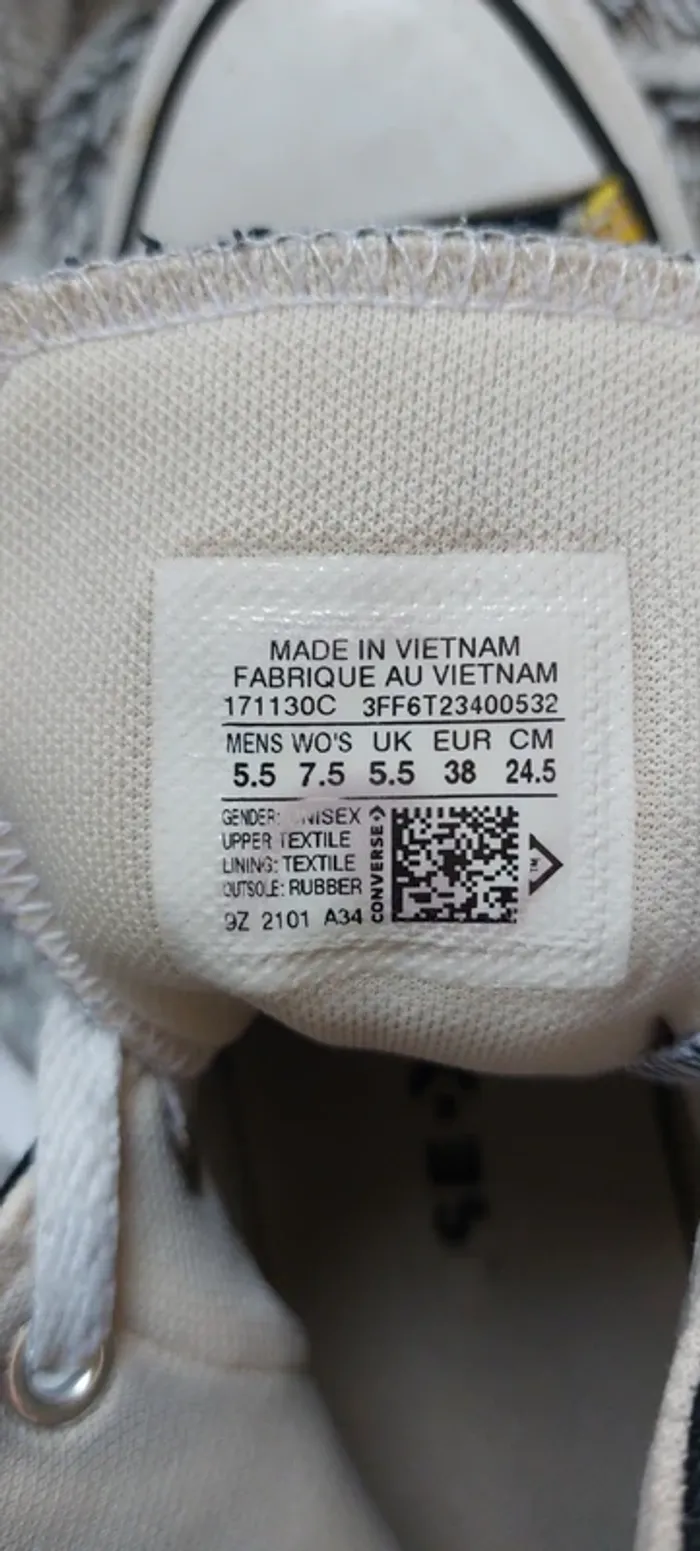 MADE IN VIETNAM
FABRIQUE AU VIETNAM
171130C 3FF6T23400532
MENS WO'S UK EUR CM
5.5 7.5 5.5 38 24.5
GENDER: UNISEX
UPPER TEXTILE
LINING: TEXTILE
OUTSOLE: RUBBER
9Z 2101 A34
CONVERSE
TM